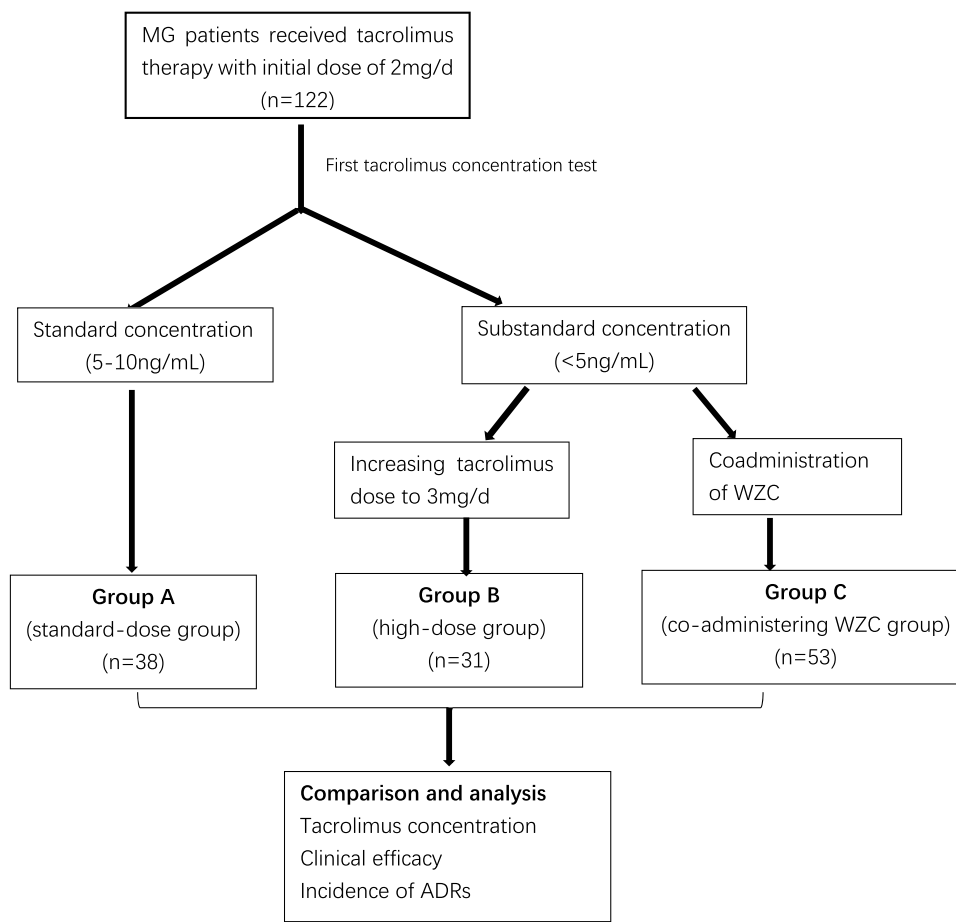 MG patients received tacrolimus
therapy with initial dose of 2mg/d
(n=122)
First tacrolimus concentration test
Standard concentration
(5-10ng/mL)
Substandard concentration
(<5ng/mL)
Increasing tacrolimus
dose to 3mg/d
Coadministration
of WZC
Group A
(standard-dose group)
(n=38)
Group B
(high-dose group)
(n=31)
Group C
(co-administering WZC group)
(n=53)
Comparison and analysis
Tacrolimus concentration
Clinical efficacy
Incidence of ADRs